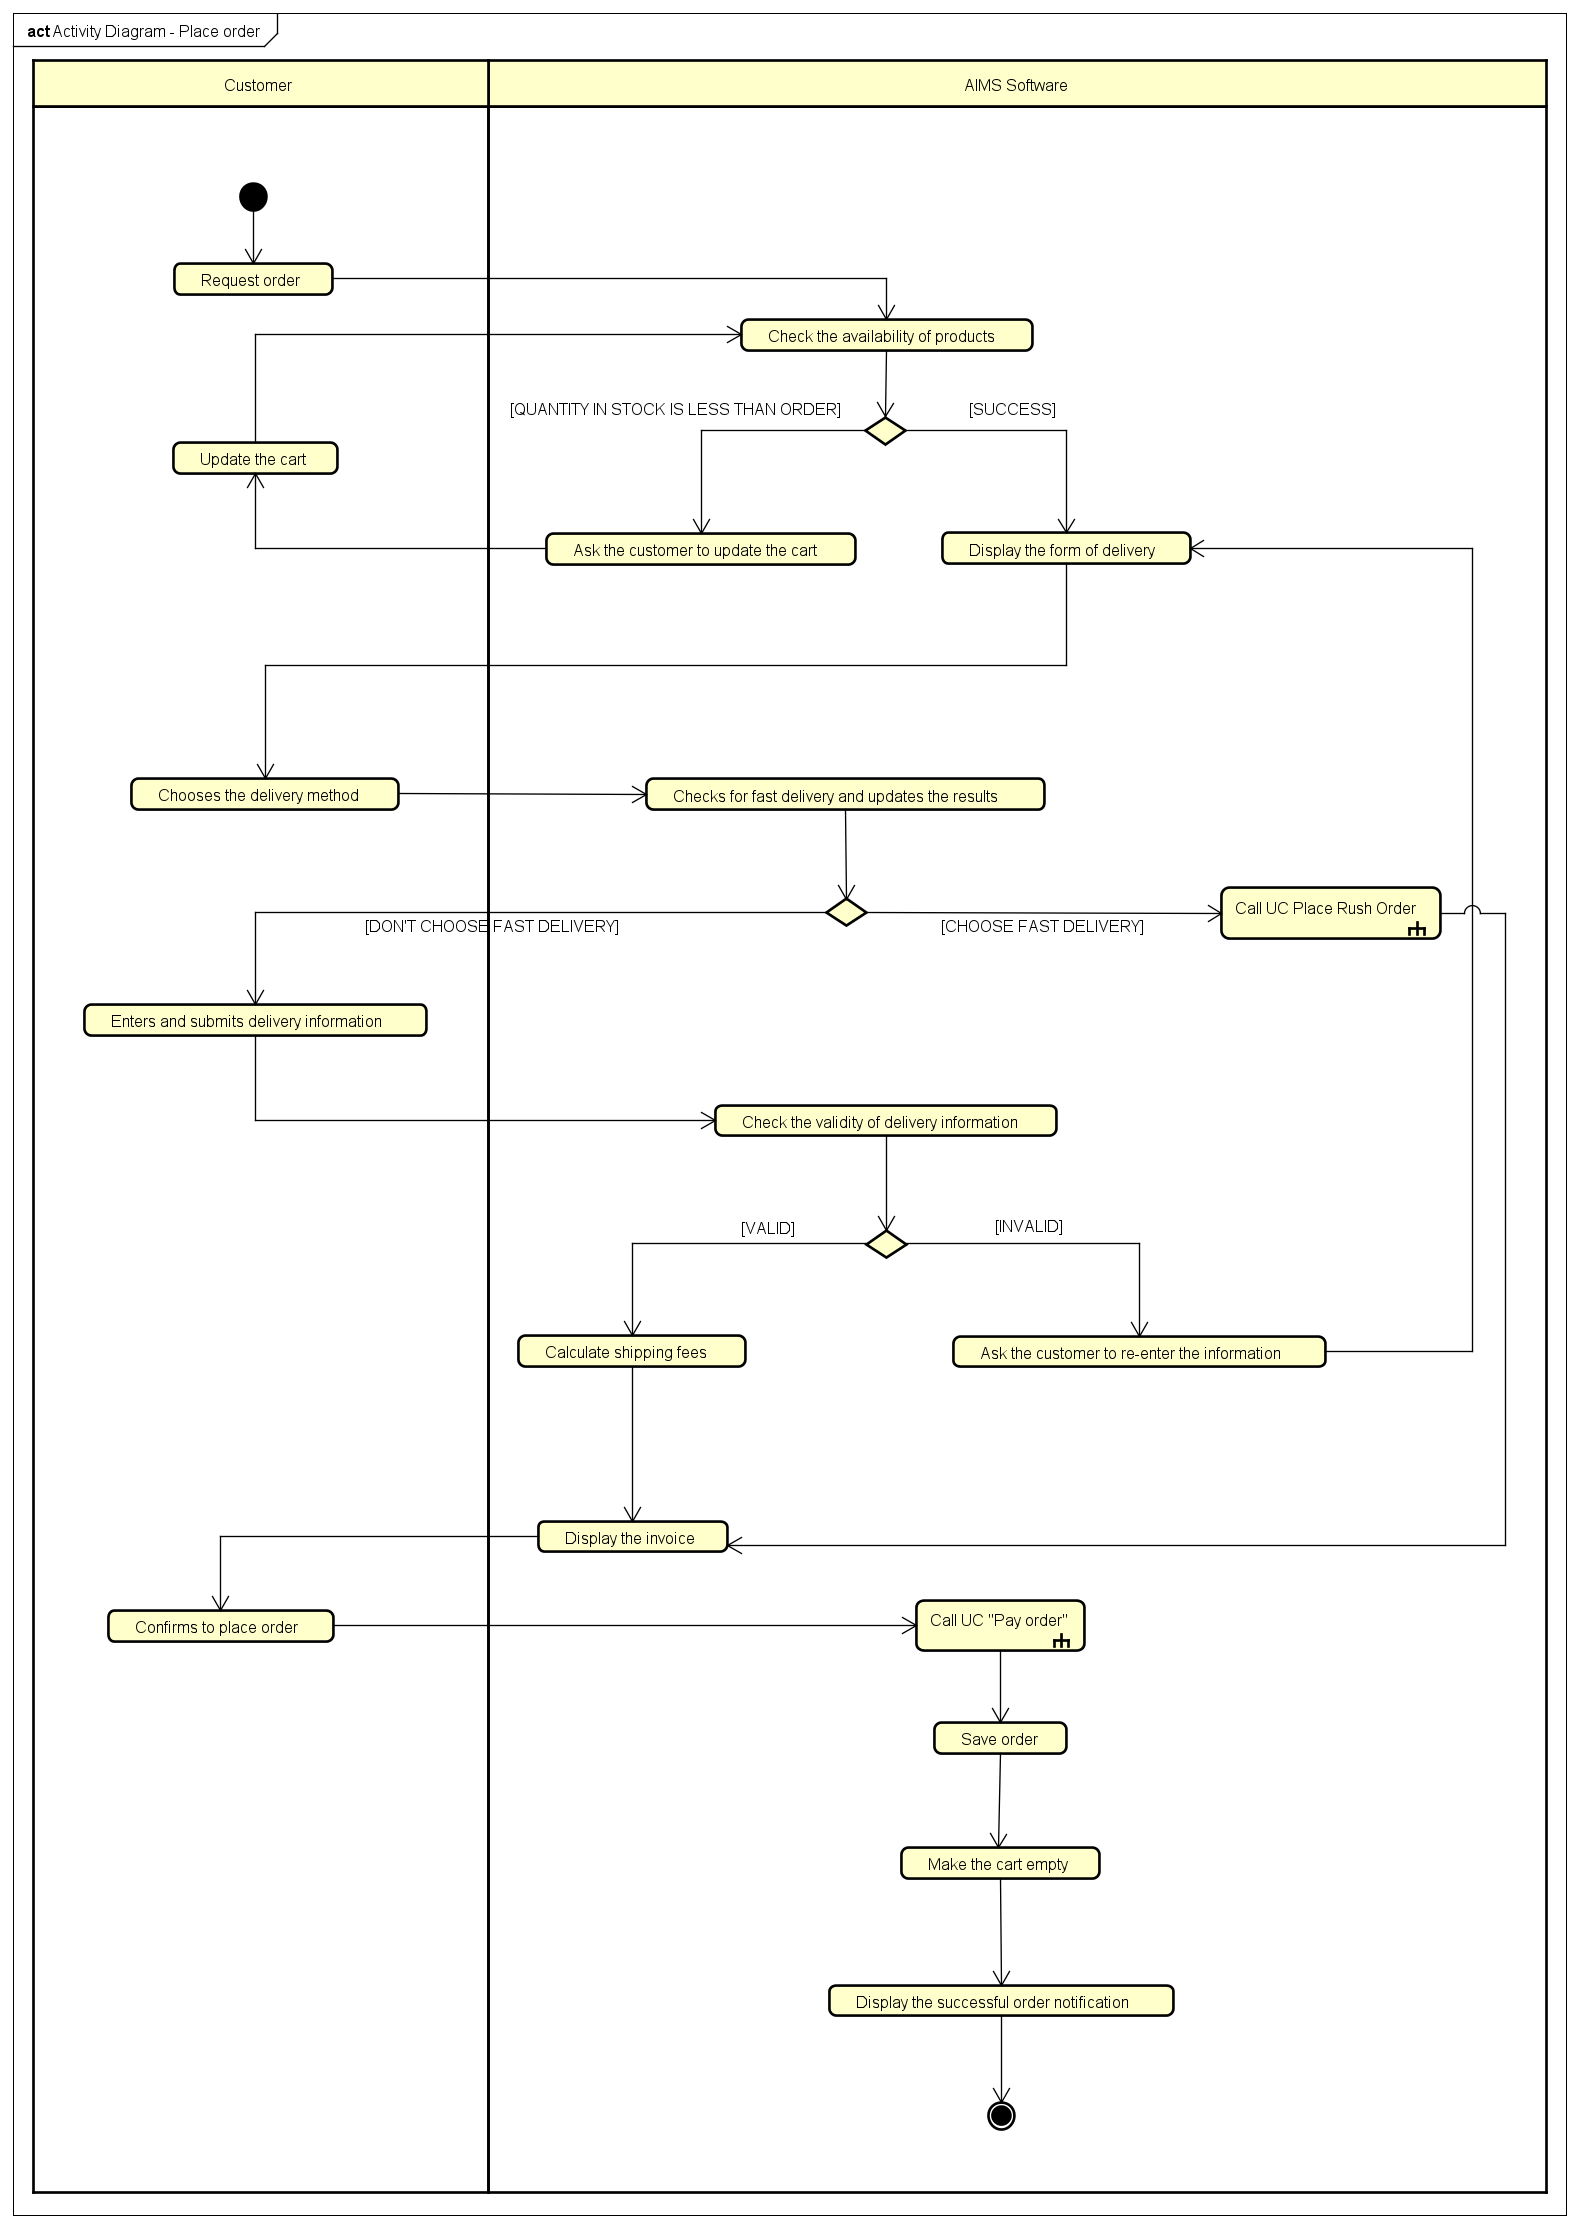 act Activity Diagram - Place order
Customer
AIMS Software
Request order
Check the availability of products
[QUANTITY IN STOCK IS LESS THAN ORDER]
[SUCCESS]
Update the cart
Ask the customer to update the cart
Display the form of delivery
Chooses the delivery method
Checks for fast delivery and updates the results
Call UC Place Rush Order
[DON'T CHOOSE FAST DELIVERY]
[CHOOSE FAST DELIVERY]
Enters and submits delivery information
Check the validity of delivery information
[VALID]
[INVALID]
Calculate shipping fees
Ask the customer to re-enter the information
Display the invoice
Confirms to place order
Call UC "Pay order"
Save order
Make the cart empty
Display the successful order notification